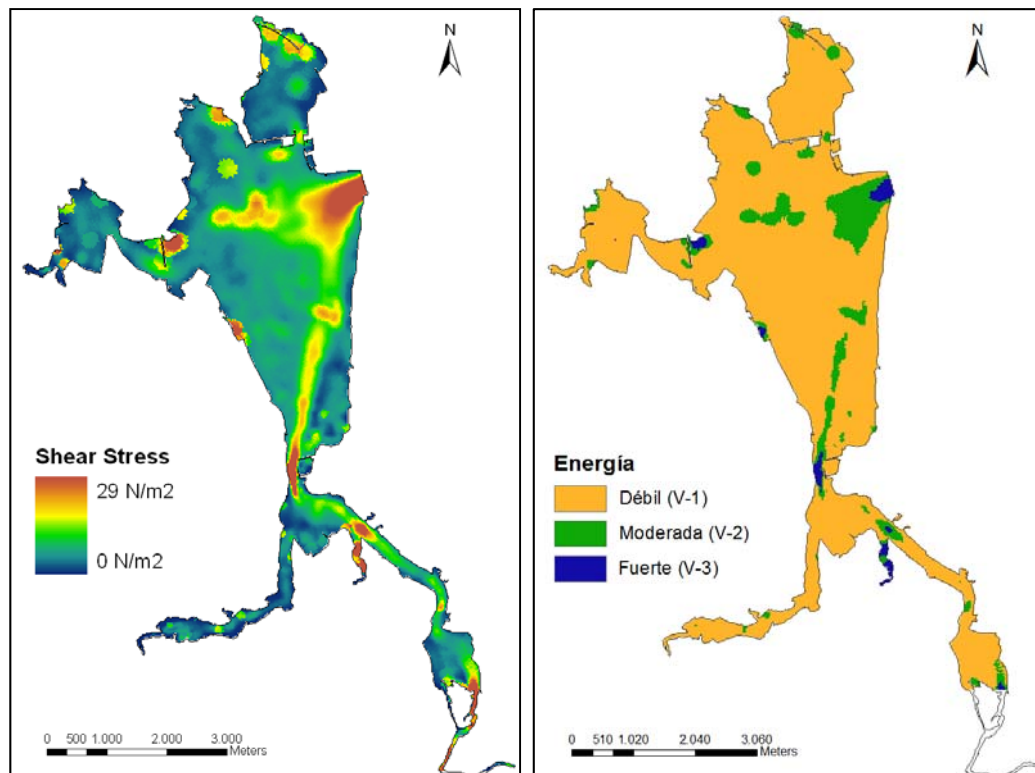 N
Shear Stress
29 N/m2
0 N/m2
0 500 1.000 2.000 3.000
Meters
N
Energía
Débil (V-1)
Moderada (V-2)
Fuerte (V-3)
0 510 1.020 2.040 3.060
Meters